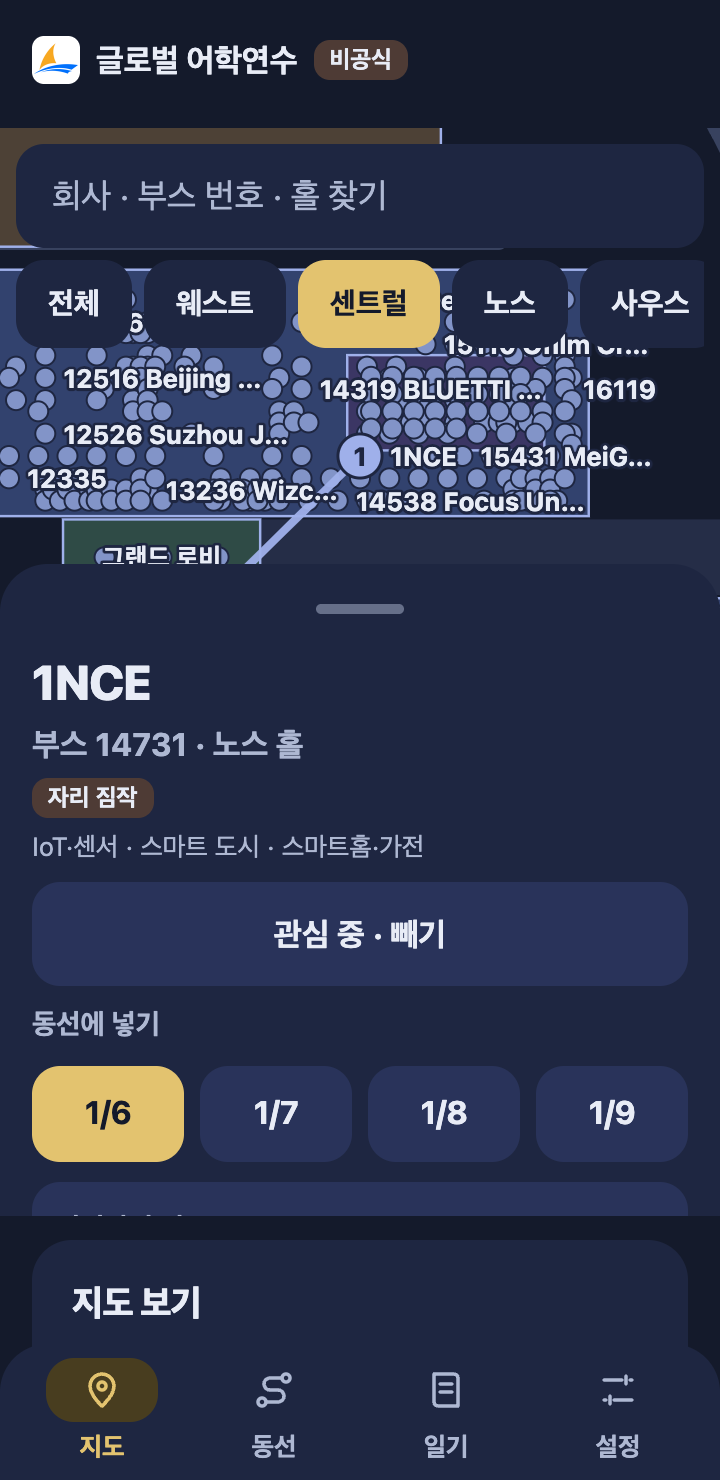 글로벌 어학연수 비공식
회사 · 부스 번호 · 홀 찾기
전체 웨스트 센트럴 노스 사우스
12516 Beijing ...
14319 BLUETTI ... 16119
12526 Suzhou J...
1 1NCE 15431 MeiG...
12335 13236 Wizc... 14538 Focus Un...
그랜드 로비
1NCE
부스 14731 · 노스 홀
자리 짐작
IoT·센서 · 스마트 도시 · 스마트홈·가전
관심 중 · 빼기
동선에 넣기
1/6 1/7 1/8 1/9
지도 보기
지도 동선 일기 설정